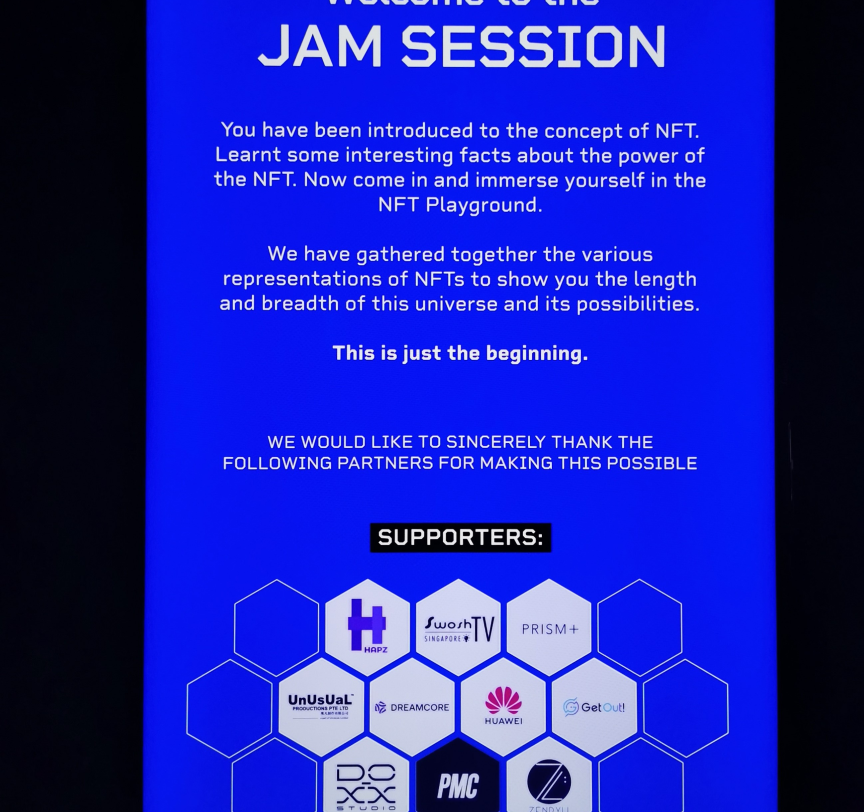 Welcome to the
JAM SESSION
You have been introduced to the concept of NFT.
Learnt some interesting facts about the power of
the NFT. Now come in and immerse yourself in the
NFT Playground.
We have gathered together the various
representations of NFTs to show you the length
and breadth of this universe and its possibilities.
This is just the beginning.
WE WOULD LIKE TO SINCERELY THANK THE
FOLLOWING PARTNERS FOR MAKING THIS POSSIBLE
SUPPORTERS:
HAPZ
SwoshTV
SINGAPORE
PRISM+
UnUsUaL™
PRODUCTIONS PTE LTD
DREAMCORE
HUAWEI
GetOut!
DOXX
STUDIO
PMC